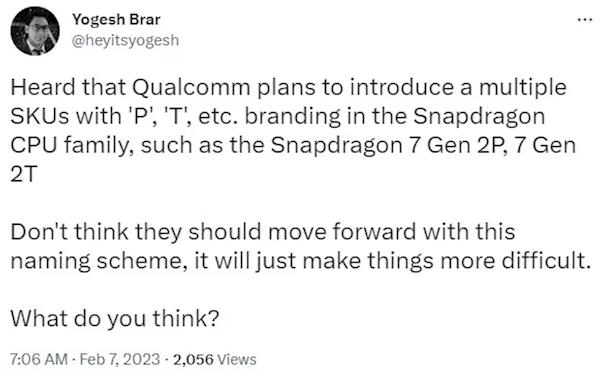 Yogesh Brar
@heyitsyogesh
...
Heard that Qualcomm plans to introduce a multiple
SKUs with 'P', 'T', etc. branding in the Snapdragon
CPU family, such as the Snapdragon 7 Gen 2P, 7 Gen
2T
Don't think they should move forward with this
naming scheme, it will just make things more difficult.
What do you think?
7:06 AM · Feb 7, 2023 · 2,056 Views